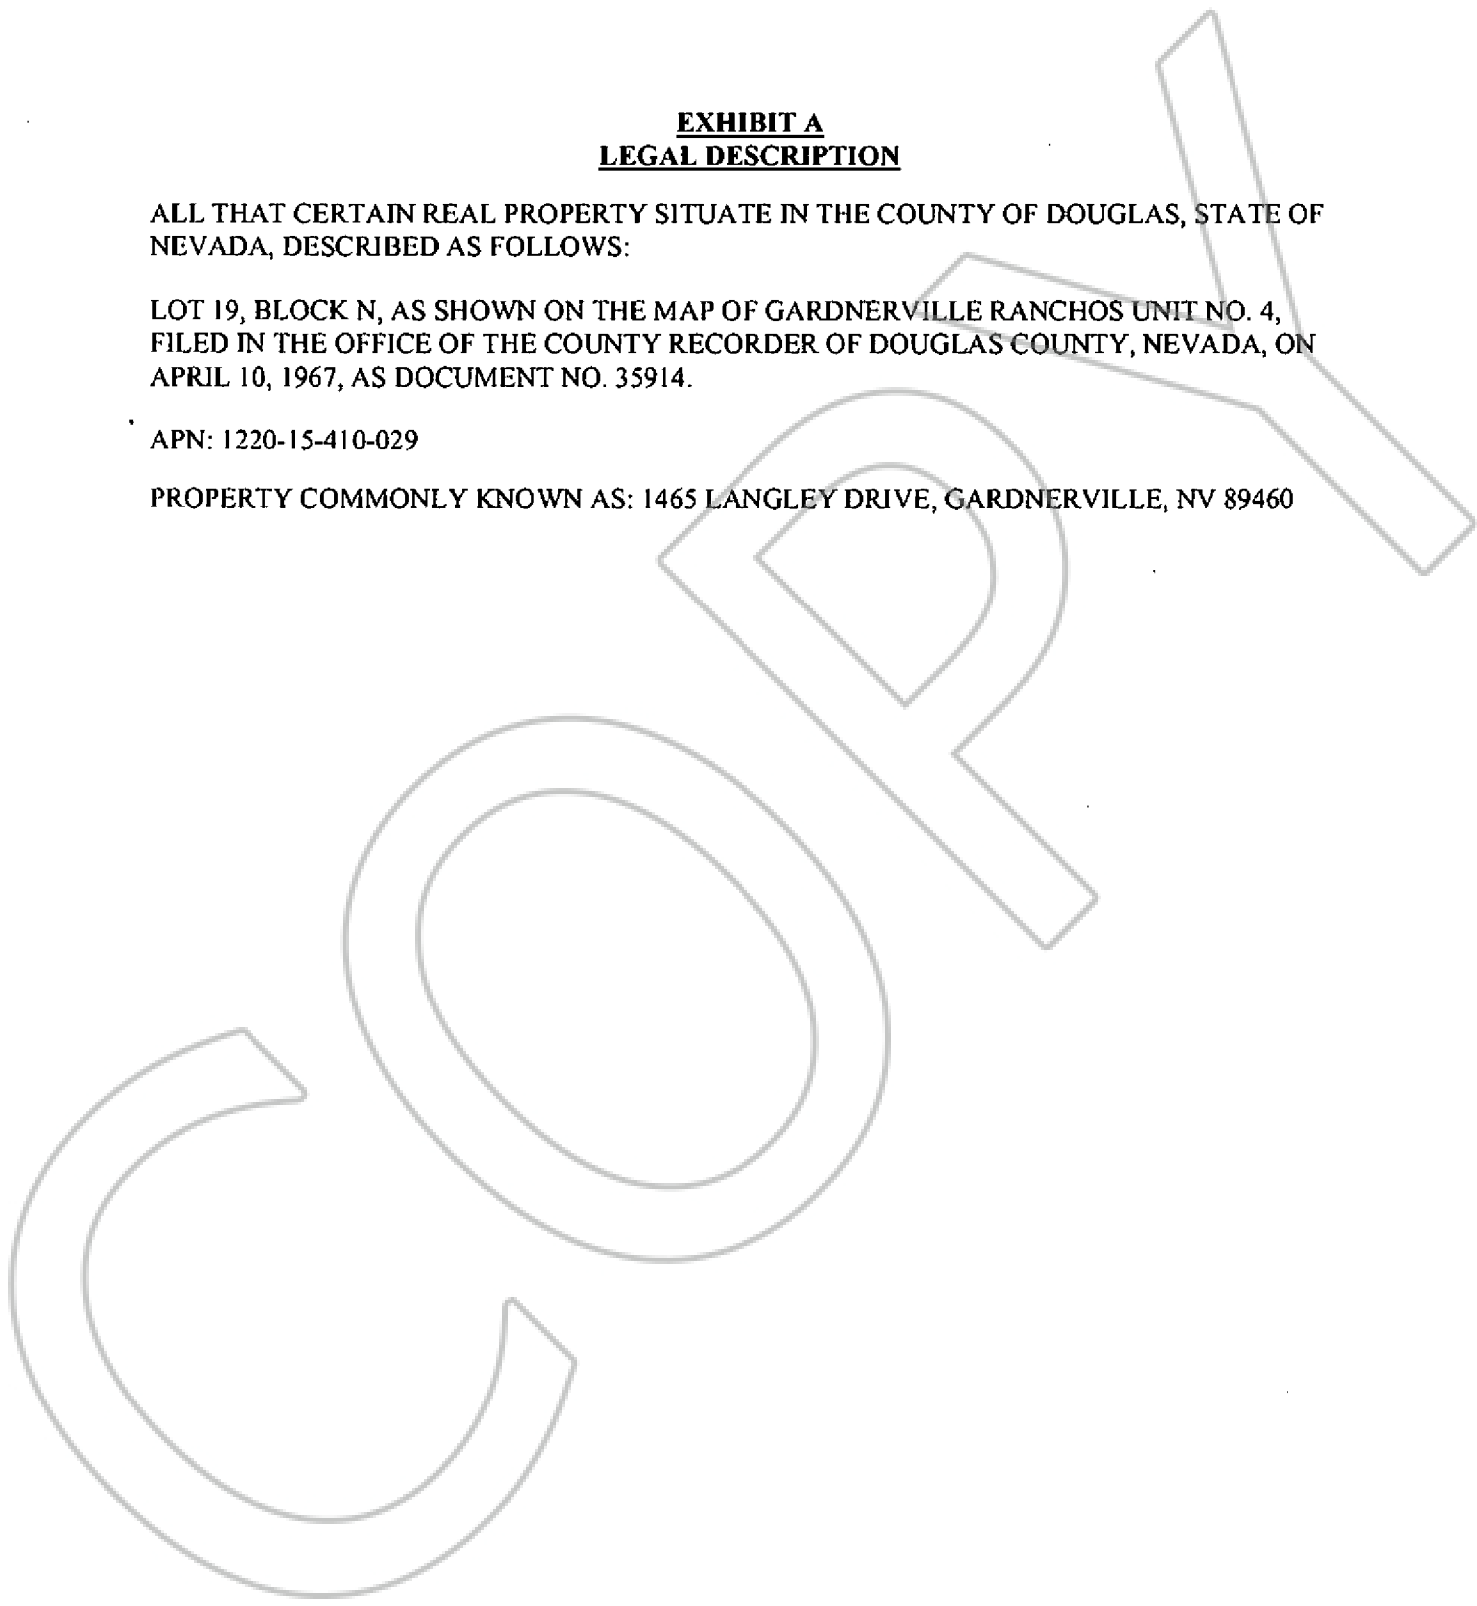 EXHIBIT A
LEGAL DESCRIPTION
ALL THAT CERTAIN REAL PROPERTY SITUATE IN THE COUNTY OF DOUGLAS, STATE OF
NEVADA, DESCRIBED AS FOLLOWS:
LOT 19, BLOCK N, AS SHOWN ON THE MAP OF GARDNERVILLE RANCHOS UNIT NO. 4,
FILED IN THE OFFICE OF THE COUNTY RECORDER OF DOUGLAS COUNTY, NEVADA, ON
APRIL 10, 1967, AS DOCUMENT NO. 35914.
APN: 1220-15-410-029
PROPERTY COMMONLY KNOWN AS: 1465 LANGLEY DRIVE, GARDNERVILLE, NV 89460
COPY